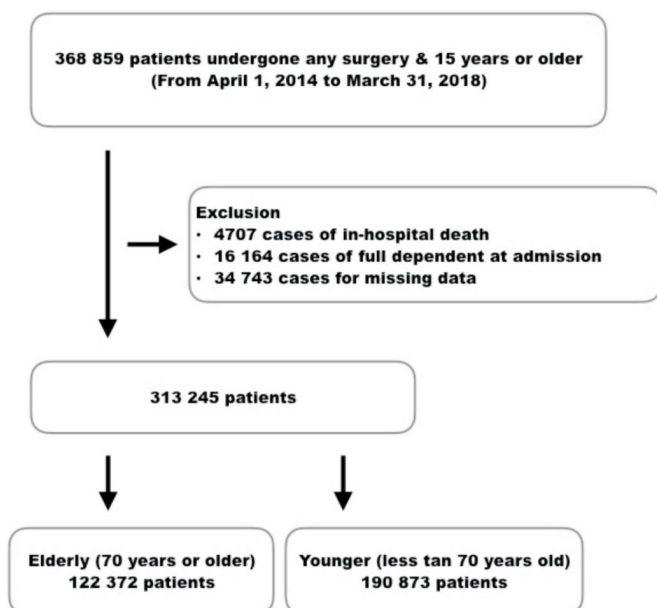 368 859 patients undergone any surgery & 15 years or older
(From April 1, 2014 to March 31, 2018)
Exclusion
· 4707 cases of in-hospital death
· 16 164 cases of full dependent at admission
· 34 743 cases for missing data
313 245 patients
Elderly (70 years or older)
122 372 patients
Younger (less tan 70 years old)
190 873 patients